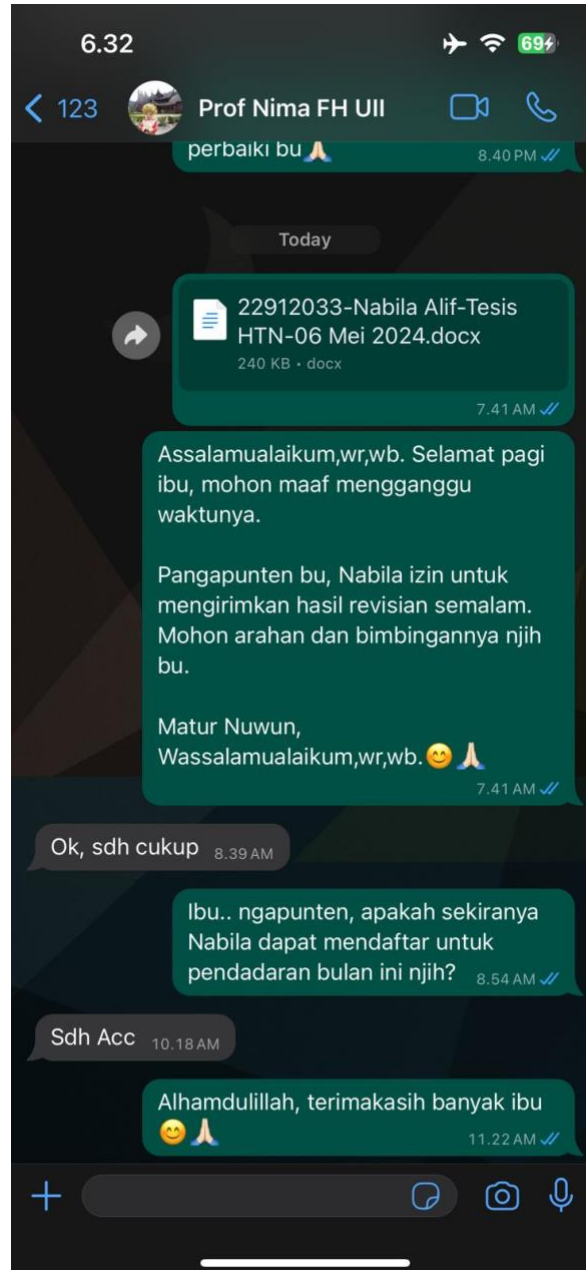 6.32
69
123
Prof Nima FH UII
perbaiki bu🙏🏻
8.40 PM
Today
22912033-Nabila Alif-Tesis
HTN-06 Mei 2024.docx
240 KB • docx
7.41 AM
Assalamualaikum,wr,wb. Selamat pagi
ibu, mohon maaf mengganggu
waktunya.
Pangapunten bu, Nabila izin untuk
mengirimkan hasil revisian semalam.
Mohon arahan dan bimbingannya njih
bu.
Matur Nuwun,
Wassalamualaikum,wr,wb.😊🙏🏻
7.41 AM
Ok, sdh cukup 8.39 AM
Ibu.. ngapunten, apakah sekiranya
Nabila dapat mendaftar untuk
pendadaran bulan ini njih? 8.54 AM
Sdh Acc 10.18 AM
Alhamdulillah, terimakasih banyak ibu
😊🙏🏻 11.22 AM